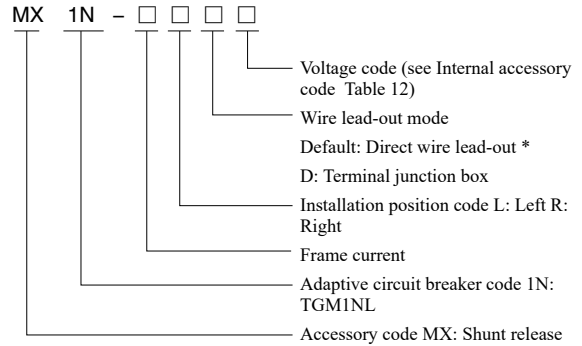 MX 1N – □ □ □ □
Voltage code (see Internal accessory
code Table 12)
Wire lead-out mode
Default: Direct wire lead-out *
D: Terminal junction box
Installation position code L: Left R:
Right
Frame current
Adaptive circuit breaker code 1N:
TGM1NL
Accessory code MX: Shunt release